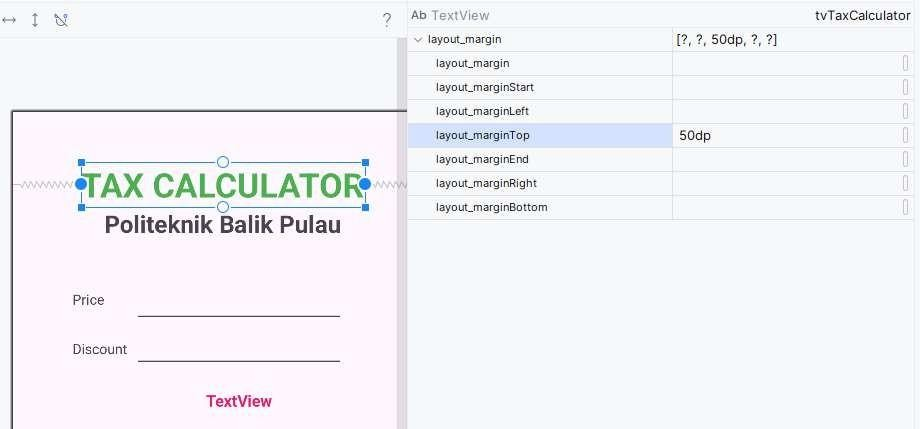 ?
TAX CALCULATOR
Politeknik Balik Pulau
Price
Discount
TextView
Ab TextView tvTaxCalculator
layout_margin [?, ?, 50dp, ?, ?]
layout_margin
layout_marginStart
layout_marginLeft
layout_marginTop 50dp
layout_marginEnd
layout_marginRight
layout_marginBottom